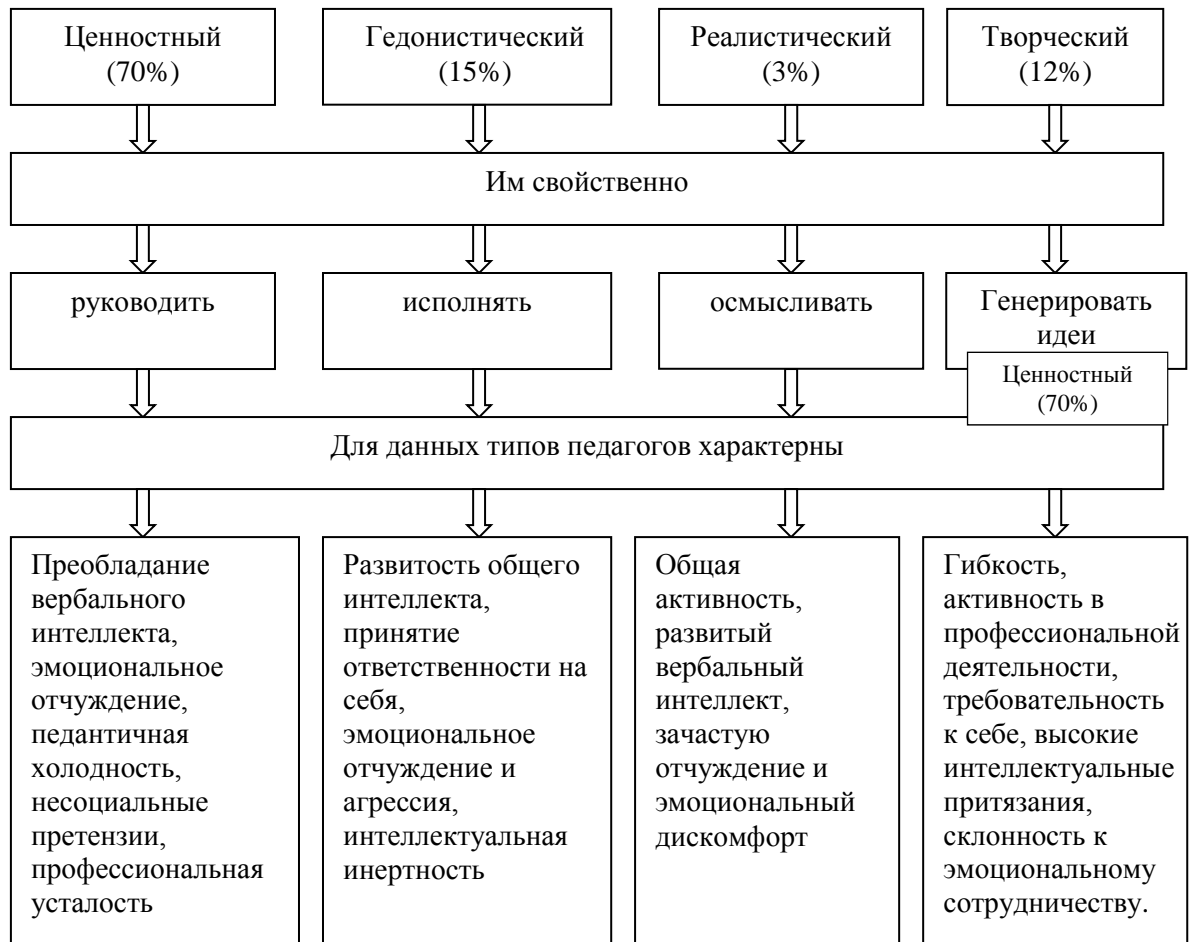 Ценностный
(70%)
Гедонистический
(15%)
Реалистический
(3%)
Творческий
(12%)
Им свойственно
руководить
исполнять
осмысливать
Генерировать
идеи
Ценностный
(70%)
Для данных типов педагогов характерны
Преобладание
вербального
интеллекта,
эмоциональное
отчуждение,
педантичная
холодность,
несоциальные
претензии,
профессиональная
усталость
Развитость общего
интеллекта,
принятие
ответственности на
себя,
эмоциональное
отчуждение и
агрессия,
интеллектуальная
инертность
Общая
активность,
развитый
вербальный
интеллект,
зачастую
отчуждение и
эмоциональный
дискомфорт
Гибкость,
активность в
профессиональной
деятельности,
требовательность
к себе, высокие
интеллектуальные
притязания,
склонность к
эмоциональному
сотрудничеству.